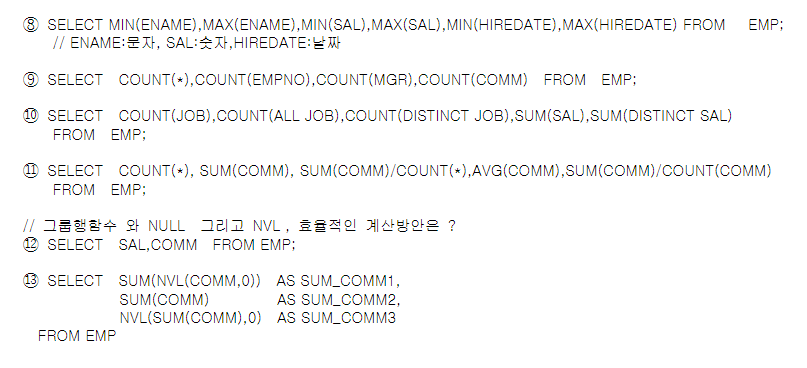 ⑧ SELECT MIN(ENAME),MAX(ENAME),MIN(SAL),MAX(SAL),MIN(HIREDATE),MAX(HIREDATE) FROM EMP;
// ENAME:문자, SAL:숫자,HIREDATE:날짜
⑨ SELECT COUNT(*),COUNT(EMPNO),COUNT(MGR),COUNT(COMM) FROM EMP;
⑩ SELECT COUNT(JOB),COUNT(ALL JOB),COUNT(DISTINCT JOB),SUM(SAL),SUM(DISTINCT SAL)
FROM EMP;
⑪ SELECT COUNT(*), SUM(COMM), SUM(COMM)/COUNT(*),AVG(COMM),SUM(COMM)/COUNT(COMM)
FROM EMP;
// 그룹행함수 와 NULL 그리고 NVL , 효율적인 계산방안은 ?
⑫ SELECT SAL,COMM FROM EMP;
⑬ SELECT SUM(NVL(COMM,0)) AS SUM_COMM1,
SUM(COMM) AS SUM_COMM2,
NVL(SUM(COMM),0) AS SUM_COMM3
FROM EMP